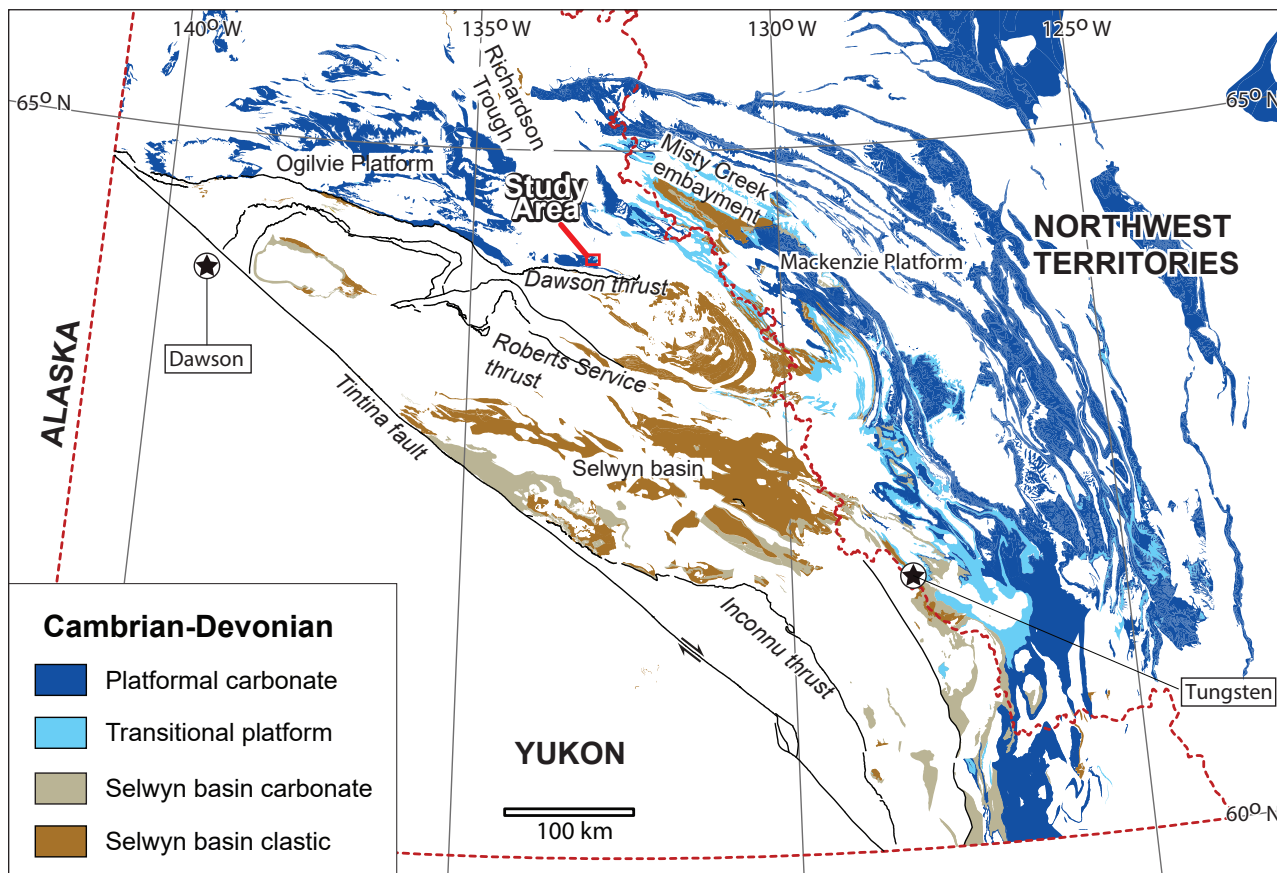 140° W
135° W
130° W
125° W
65° N
65° N
Richardson
Trough
Ogilvie Platform
Misty Creek
embayment
Study
Area
NORTHWEST
TERRITORIES
Mackenzie Platform
Dawson thrust
Dawson
Roberts Service
thrust
ALASKA
Tintina fault
Selwyn basin
Inconnu thrust
Tungsten
YUKON
100 km
60° N
Cambrian-Devonian
Platformal carbonate
Transitional platform
Selwyn basin carbonate
Selwyn basin clastic